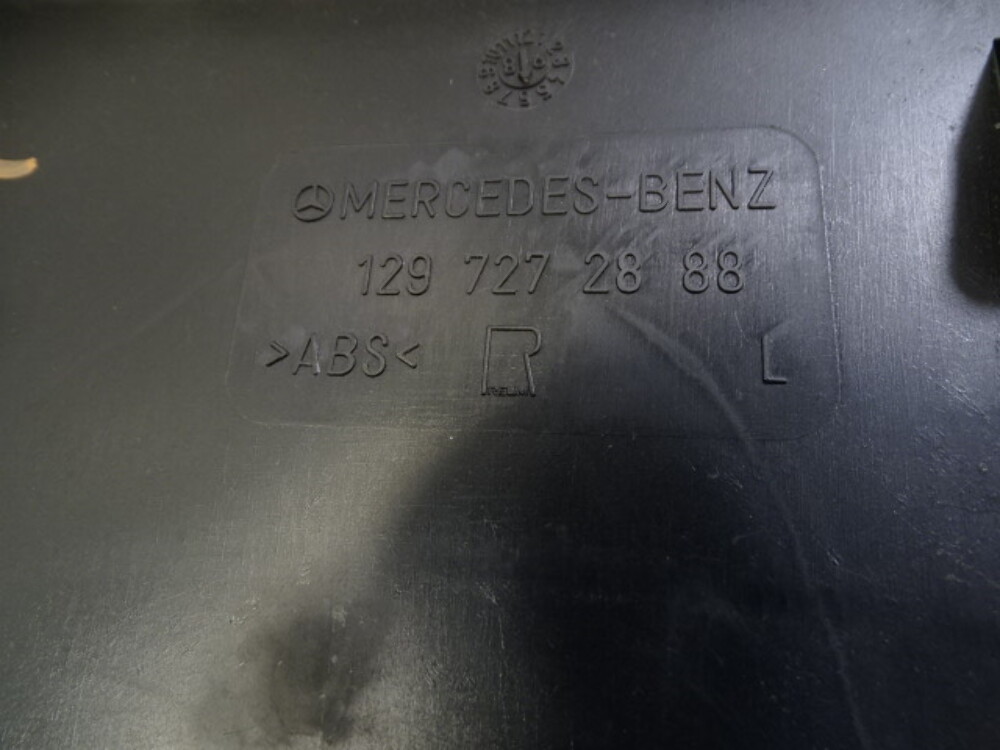 MERCEDES-BENZ
129 727 28 88
>ABS< R L